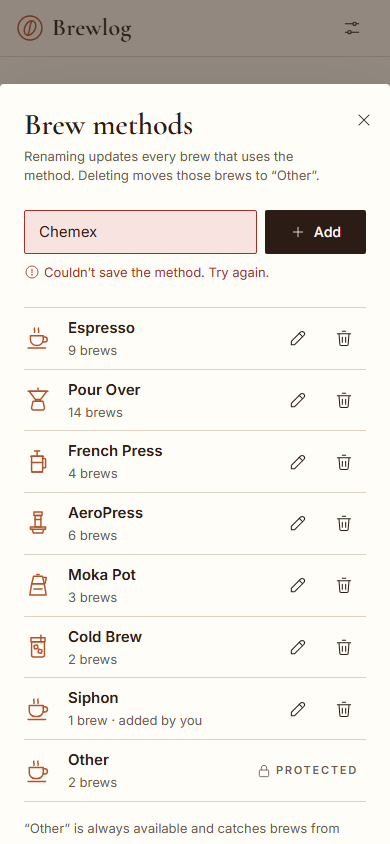 Brewlog
Brew methods
Renaming updates every brew that uses the
method. Deleting moves those brews to “Other”.
Chemex
Add
Couldn’t save the method. Try again.
Espresso
9 brews
Pour Over
14 brews
French Press
4 brews
AeroPress
6 brews
Moka Pot
3 brews
Cold Brew
2 brews
Siphon
1 brew · added by you
Other
2 brews
PROTECTED
“Other” is always available and catches brews from